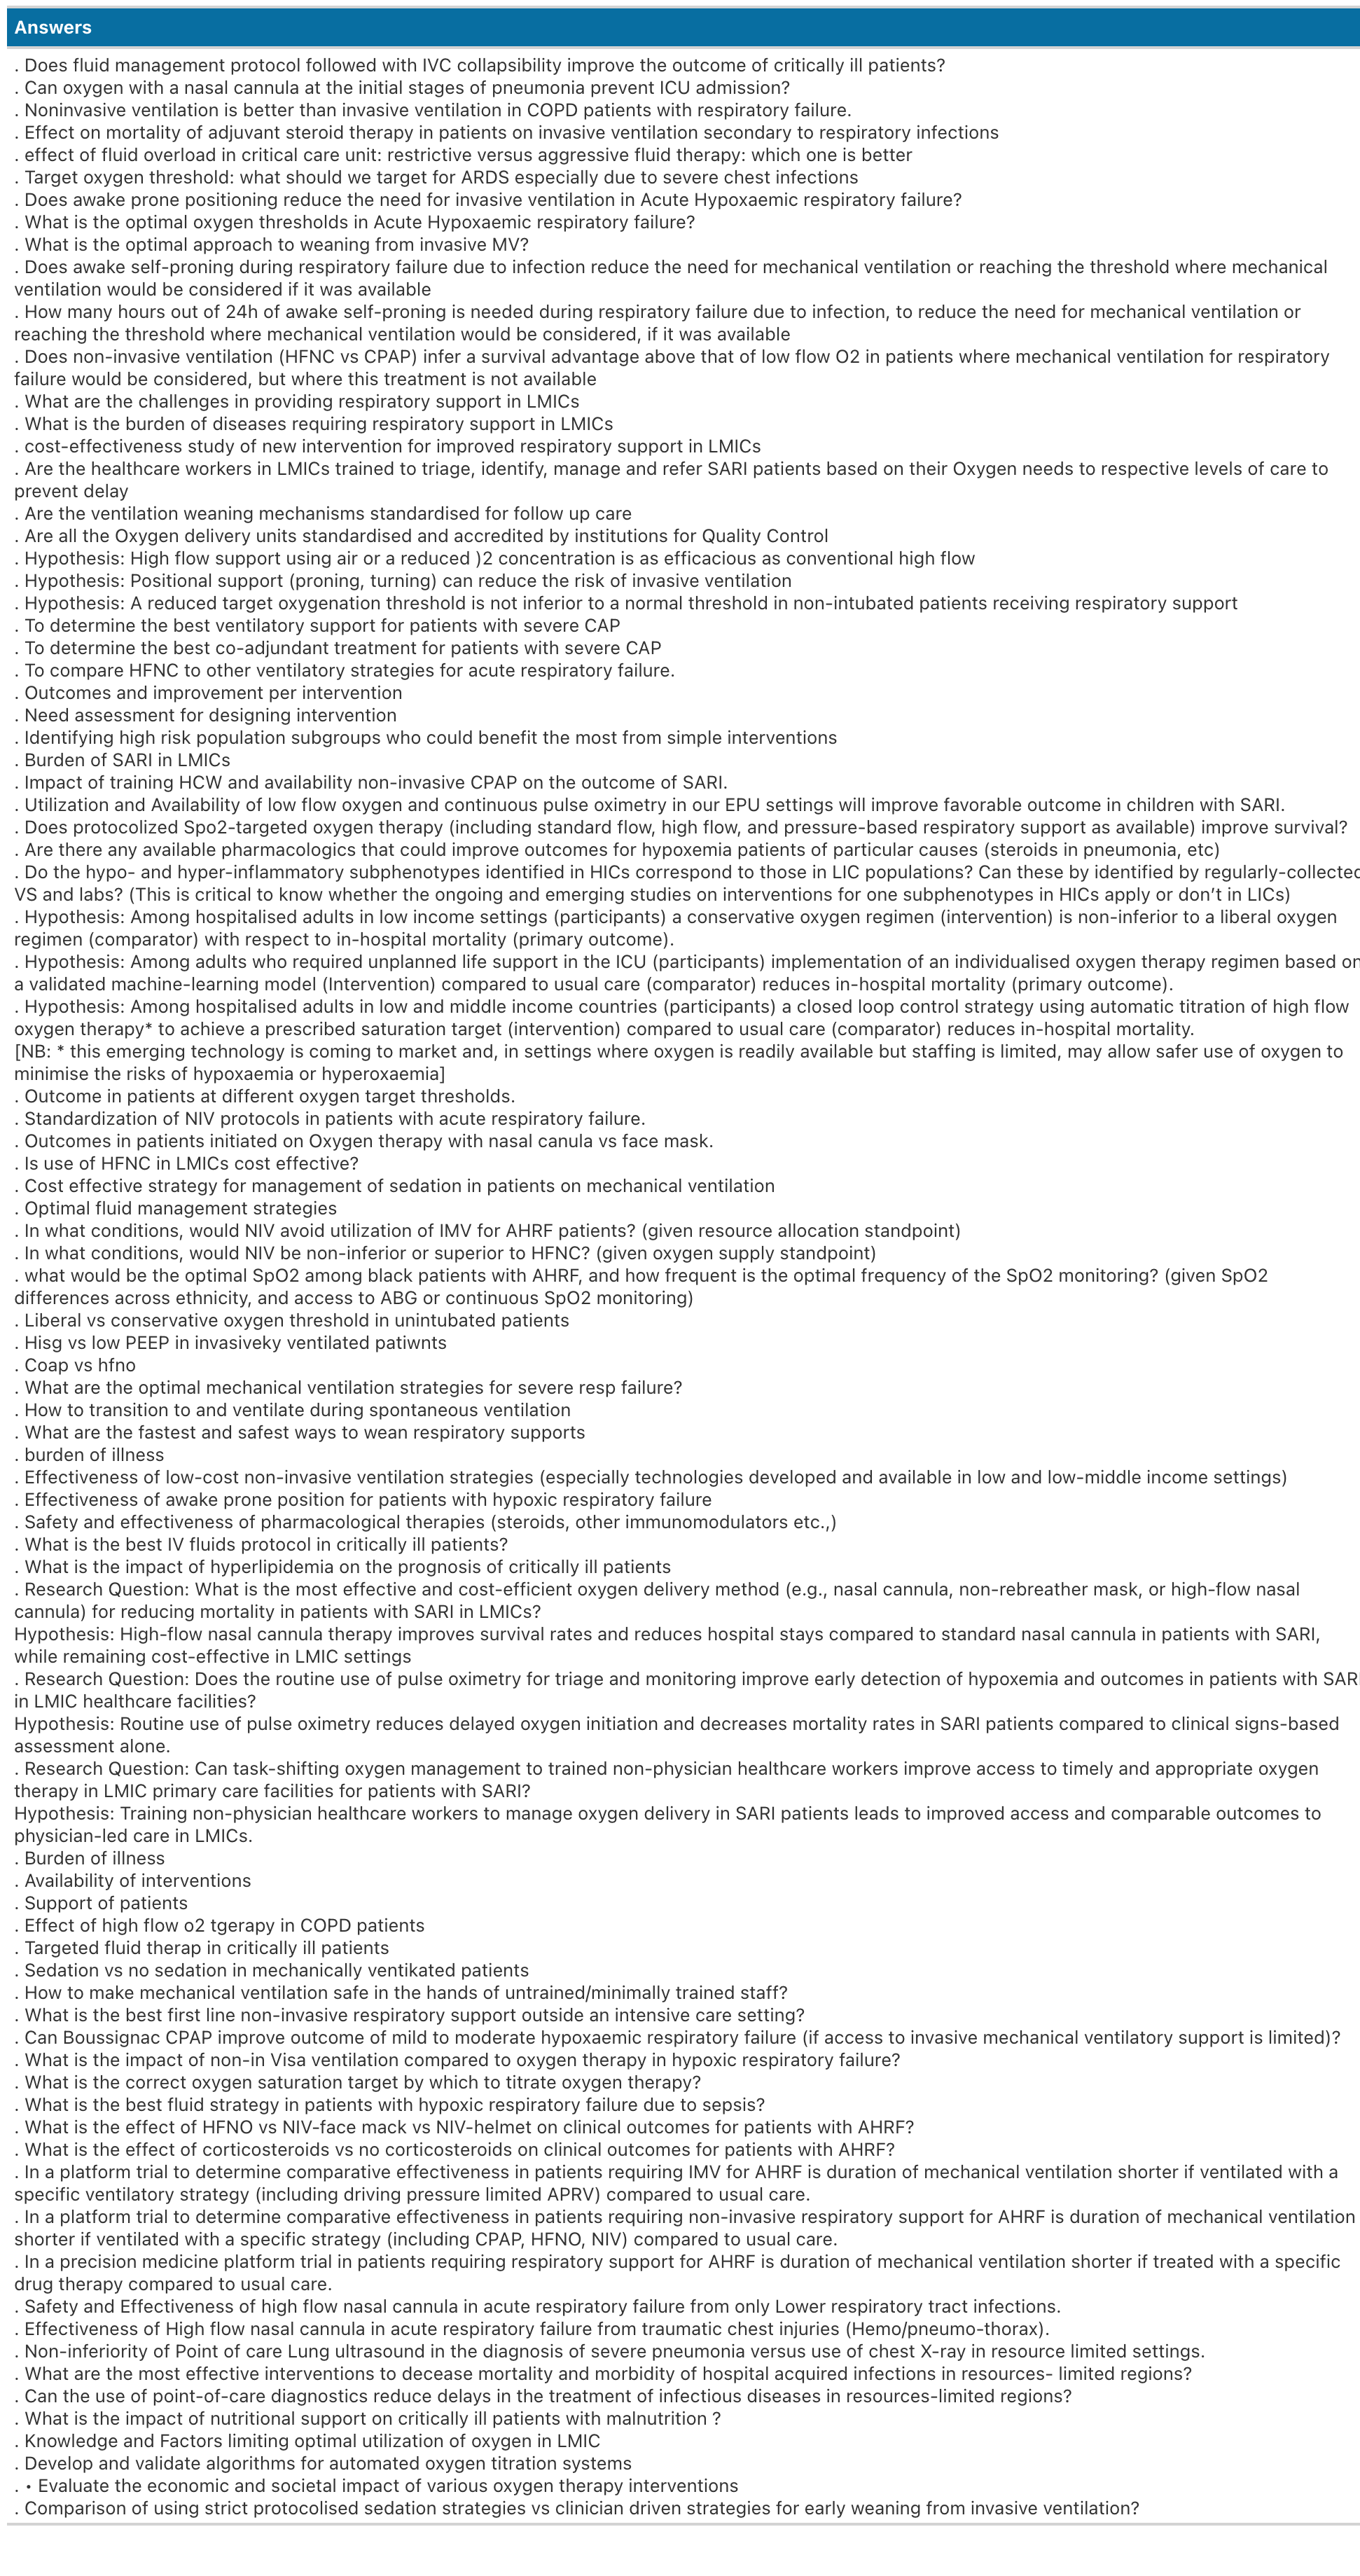 Answers
. Does fluid management protocol followed with IVC collapsibility improve the outcome of critically ill patients?
. Can oxygen with a nasal cannula at the initial stages of pneumonia prevent ICU admission?
. Noninvasive ventilation is better than invasive ventilation in COPD patients with respiratory failure.
. Effect on mortality of adjuvant steroid therapy in patients on invasive ventilation secondary to respiratory infections
. effect of fluid overload in critical care unit: restrictive versus aggressive fluid therapy: which one is better
. Target oxygen threshold: what should we target for ARDS especially due to severe chest infections
. Does awake prone positioning reduce the need for invasive ventilation in Acute Hypoxaemic respiratory failure?
. What is the optimal oxygen thresholds in Acute Hypoxaemic respiratory failure?
. What is the optimal approach to weaning from invasive MV?
. Does awake self-proning during respiratory failure due to infection reduce the need for mechanical ventilation or reaching the threshold where mechanical
ventilation would be considered if it was available
. How many hours out of 24h of awake self-proning is needed during respiratory failure due to infection, to reduce the need for mechanical ventilation or
reaching the threshold where mechanical ventilation would be considered, if it was available
. Does non-invasive ventilation (HFNC vs CPAP) infer a survival advantage above that of low flow O2 in patients where mechanical ventilation for respiratory
failure would be considered, but where this treatment is not available
. What are the challenges in providing respiratory support in LMICs
. What is the burden of diseases requiring respiratory support in LMICs
. cost-effectiveness study of new intervention for improved respiratory support in LMICs
. Are the healthcare workers in LMICs trained to triage, identify, manage and refer SARI patients based on their Oxygen needs to respective levels of care to
prevent delay
. Are the ventilation weaning mechanisms standardised for follow up care
. Are all the Oxygen delivery units standardised and accredited by institutions for Quality Control
. Hypothesis: High flow support using air or a reduced )2 concentration is as efficacious as conventional high flow
. Hypothesis: Positional support (proning, turning) can reduce the risk of invasive ventilation
. Hypothesis: A reduced target oxygenation threshold is not inferior to a normal threshold in non-intubated patients receiving respiratory support
. To determine the best ventilatory support for patients with severe CAP
. To determine the best co-adjundant treatment for patients with severe CAP
. To compare HFNC to other ventilatory strategies for acute respiratory failure.
. Outcomes and improvement per intervention
. Need assessment for designing intervention
. Identifying high risk population subgroups who could benefit the most from simple interventions
. Burden of SARI in LMICs
. Impact of training HCW and availability non-invasive CPAP on the outcome of SARI.
. Utilization and Availability of low flow oxygen and continuous pulse oximetry in our EPU settings will improve favorable outcome in children with SARI.
. Does protocolized Spo2-targeted oxygen therapy (including standard flow, high flow, and pressure-based respiratory support as available) improve survival?
. Are there any available pharmacologics that could improve outcomes for hypoxemia patients of particular causes (steroids in pneumonia, etc)
. Do the hypo- and hyper-inflammatory subphenotypes identified in HICs correspond to those in LIC populations? Can these by identified by regularly-collected
VS and labs? (This is critical to know whether the ongoing and emerging studies on interventions for one subphenotypes in HICs apply or don't in LICs)
. Hypothesis: Among hospitalised adults in low income settings (participants) a conservative oxygen regimen (intervention) is non-inferior to a liberal oxygen
regimen (comparator) with respect to in-hospital mortality (primary outcome).
. Hypothesis: Among adults who required unplanned life support in the ICU (participants) implementation of an individualised oxygen therapy regimen based on
a validated machine-learning model (Intervention) compared to usual care (comparator) reduces in-hospital mortality (primary outcome).
. Hypothesis: Among hospitalised adults in low and middle income countries (participants) a closed loop control strategy using automatic titration of high flow
oxygen therapy* to achieve a prescribed saturation target (intervention) compared to usual care (comparator) reduces in-hospital mortality.
[NB: * this emerging technology is coming to market and, in settings where oxygen is readily available but staffing is limited, may allow safer use of oxygen to
minimise the risks of hypoxaemia or hyperoxaemia]
. Outcome in patients at different oxygen target thresholds.
. Standardization of NIV protocols in patients with acute respiratory failure.
. Outcomes in patients initiated on Oxygen therapy with nasal canula vs face mask.
. Is use of HFNC in LMICs cost effective?
. Cost effective strategy for management of sedation in patients on mechanical ventilation
. Optimal fluid management strategies
. In what conditions, would NIV avoid utilization of IMV for AHRF patients? (given resource allocation standpoint)
. In what conditions, would NIV be non-inferior or superior to HFNC? (given oxygen supply standpoint)
. what would be the optimal SpO2 among black patients with AHRF, and how frequent is the optimal frequency of the SpO2 monitoring? (given SpO2
differences across ethnicity, and access to ABG or continuous SpO2 monitoring)
. Liberal vs conservative oxygen threshold in unintubated patients
. Hisg vs low PEEP in invasiveky ventilated patiwnts
. Coap vs hfno
. What are the optimal mechanical ventilation strategies for severe resp failure?
. How to transition to and ventilate during spontaneous ventilation
. What are the fastest and safest ways to wean respiratory supports
. burden of illness
. Effectiveness of low-cost non-invasive ventilation strategies (especially technologies developed and available in low and low-middle income settings)
. Effectiveness of awake prone position for patients with hypoxic respiratory failure
. Safety and effectiveness of pharmacological therapies (steroids, other immunomodulators etc.,)
. What is the best IV fluids protocol in critically ill patients?
. What is the impact of hyperlipidemia on the prognosis of critically ill patients
. Research Question: What is the most effective and cost-efficient oxygen delivery method (e.g., nasal cannula, non-rebreather mask, or high-flow nasal
cannula) for reducing mortality in patients with SARI in LMICs?
Hypothesis: High-flow nasal cannula therapy improves survival rates and reduces hospital stays compared to standard nasal cannula in patients with SARI,
while remaining cost-effective in LMIC settings
. Research Question: Does the routine use of pulse oximetry for triage and monitoring improve early detection of hypoxemia and outcomes in patients with SARI
in LMIC healthcare facilities?
Hypothesis: Routine use of pulse oximetry reduces delayed oxygen initiation and decreases mortality rates in SARI patients compared to clinical signs-based
assessment alone.
. Research Question: Can task-shifting oxygen management to trained non-physician healthcare workers improve access to timely and appropriate oxygen
therapy in LMIC primary care facilities for patients with SARI?
Hypothesis: Training non-physician healthcare workers to manage oxygen delivery in SARI patients leads to improved access and comparable outcomes to
physician-led care in LMICs.
. Burden of illness
. Availability of interventions
. Support of patients
. Effect of high flow o2 tgerapy in COPD patients
. Targeted fluid therap in critically ill patients
. Sedation vs no sedation in mechanically ventikated patients
. How to make mechanical ventilation safe in the hands of untrained/minimally trained staff?
. What is the best first line non-invasive respiratory support outside an intensive care setting?
. Can Boussignac CPAP improve outcome of mild to moderate hypoxaemic respiratory failure (if access to invasive mechanical ventilatory support is limited)?
. What is the impact of non-in Visa ventilation compared to oxygen therapy in hypoxic respiratory failure?
. What is the correct oxygen saturation target by which to titrate oxygen therapy?
. What is the best fluid strategy in patients with hypoxic respiratory failure due to sepsis?
. What is the effect of HFNO vs NIV-face mack vs NIV-helmet on clinical outcomes for patients with AHRF?
. What is the effect of corticosteroids vs no corticosteroids on clinical outcomes for patients with AHRF?
. In a platform trial to determine comparative effectiveness in patients requiring IMV for AHRF is duration of mechanical ventilation shorter if ventilated with a
specific ventilatory strategy (including driving pressure limited APRV) compared to usual care.
. In a platform trial to determine comparative effectiveness in patients requiring non-invasive respiratory support for AHRF is duration of mechanical ventilation
shorter if ventilated with a specific strategy (including CPAP, HFNO, NIV) compared to usual care.
. In a precision medicine platform trial in patients requiring respiratory support for AHRF is duration of mechanical ventilation shorter if treated with a specific
drug therapy compared to usual care.
. Safety and Effectiveness of high flow nasal cannula in acute respiratory failure from only Lower respiratory tract infections.
. Effectiveness of High flow nasal cannula in acute respiratory failure from traumatic chest injuries (Hemo/pneumo-thorax).
. Non-inferiority of Point of care Lung ultrasound in the diagnosis of severe pneumonia versus use of chest X-ray in resource limited settings.
. What are the most effective interventions to decease mortality and morbidity of hospital acquired infections in resources- limited regions?
. Can the use of point-of-care diagnostics reduce delays in the treatment of infectious diseases in resources-limited regions?
. What is the impact of nutritional support on critically ill patients with malnutrition ?
. Knowledge and Factors limiting optimal utilization of oxygen in LMIC
. Develop and validate algorithms for automated oxygen titration systems
. • Evaluate the economic and societal impact of various oxygen therapy interventions
. Comparison of using strict protocolised sedation strategies vs clinician driven strategies for early weaning from invasive ventilation?